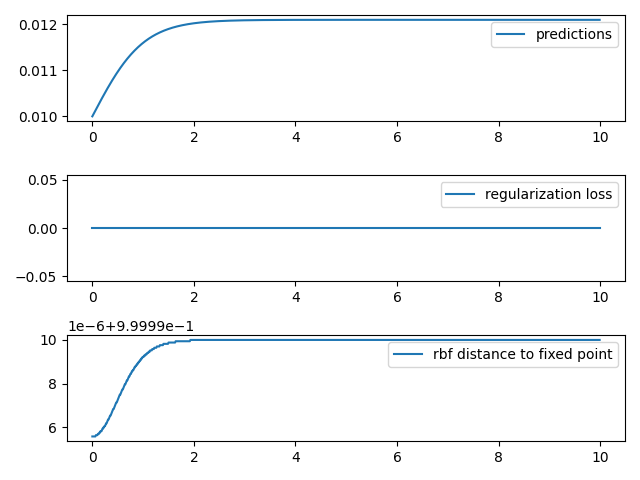 0.012
0.011
0.010
predictions
0 2 4 6 8 10
0.05
0.00
−0.05
regularization loss
0 2 4 6 8 10
1e-6+9.9999e-1
10
8
6
rbf distance to fixed point
0 2 4 6 8 10